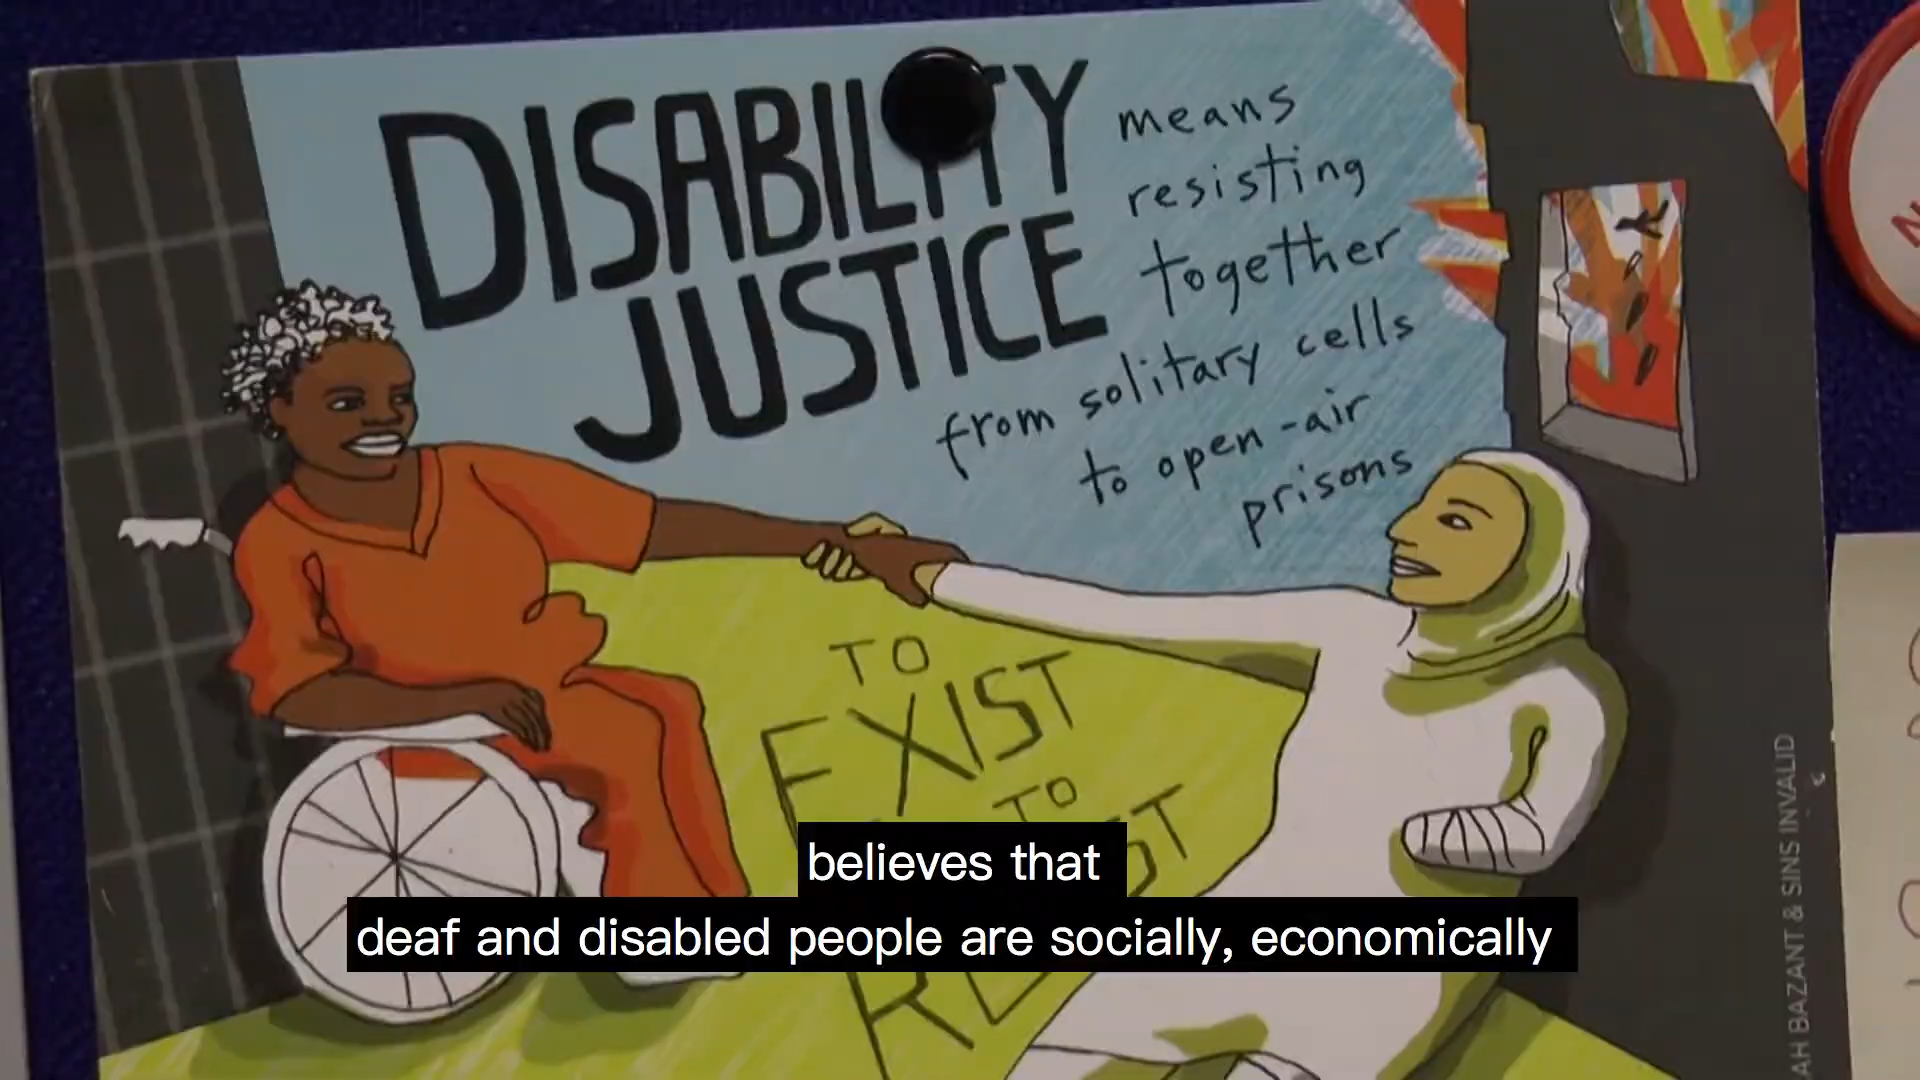 DISABILITY
JUSTICE
means
resisting
together
from solitary cells
to open-air
prisons
TO
EXIST
TO
believes that
deaf and disabled people are socially, economically
AH BAZANT & SINS INVALID